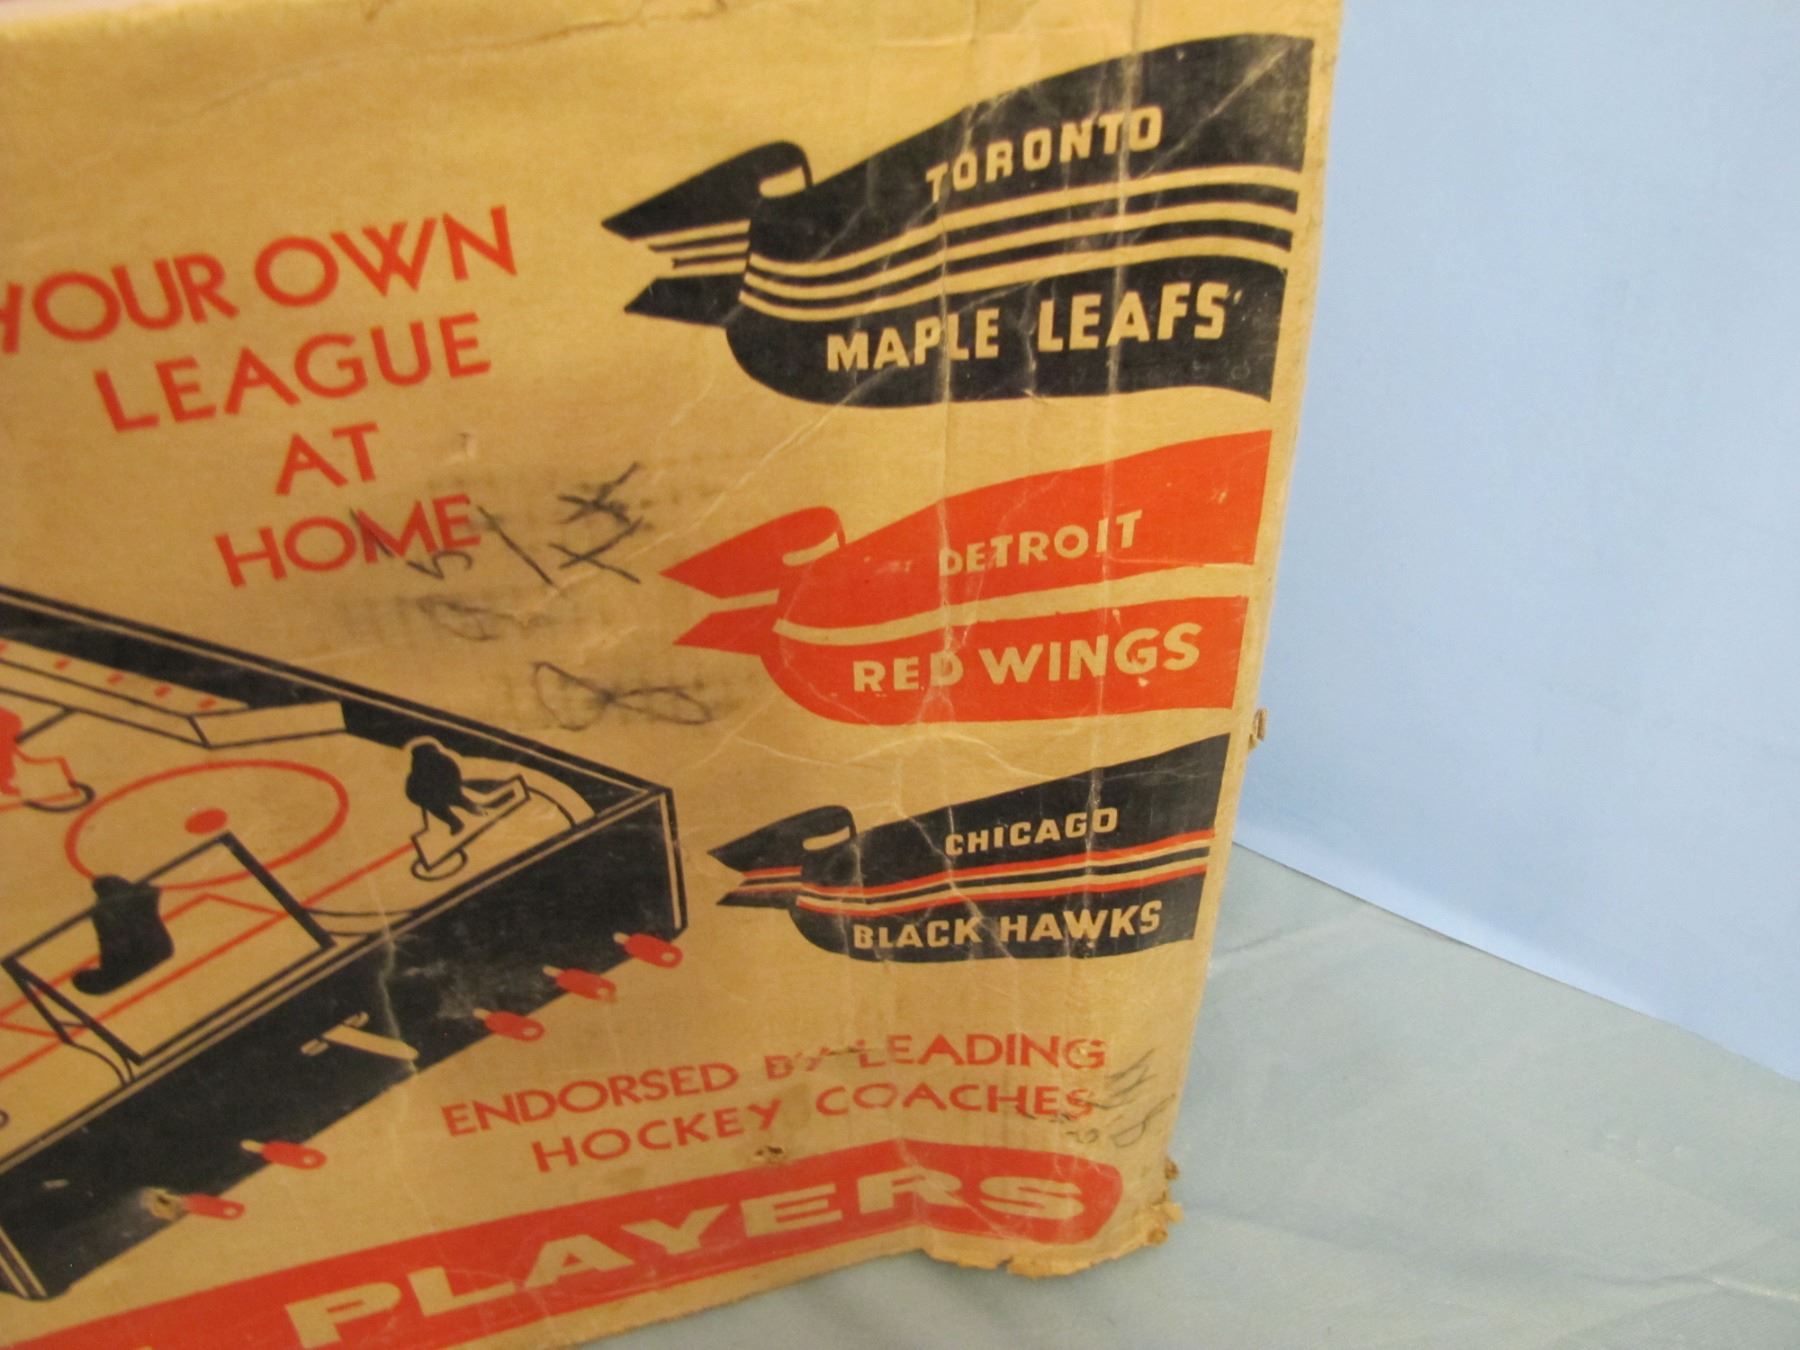 YOUR OWN
LEAGUE
AT
HOME
TORONTO
MAPLE LEAFS
DETROIT
RED WINGS
CHICAGO
BLACK HAWKS
ENDORSED BY LEADING
HOCKEY COACHES
PLAYERS